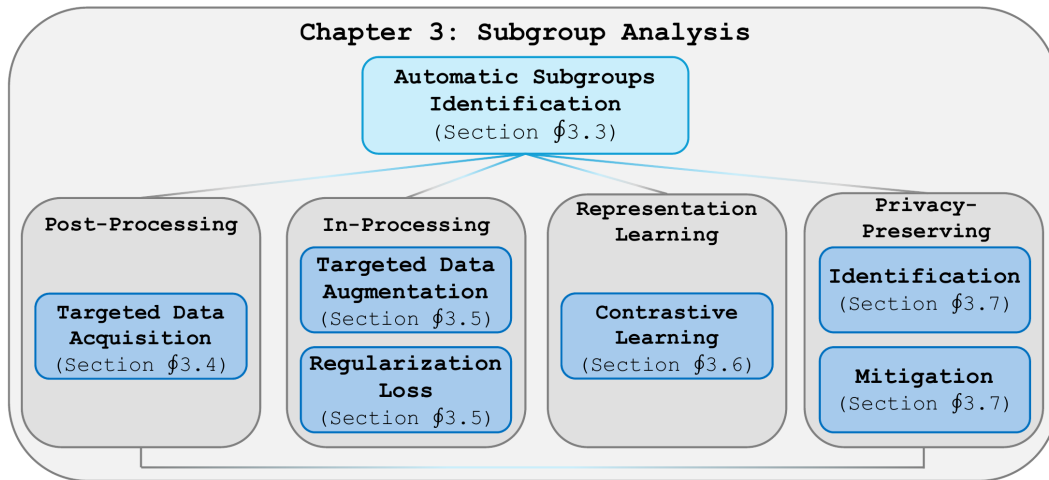 Chapter 3: Subgroup Analysis
Automatic Subgroups
Identification
(Section ∮3.3)
Post-Processing
Targeted Data
Acquisition
(Section ∮3.4)
In-Processing
Targeted Data
Augmentation
(Section ∮3.5)
Regularization
Loss
(Section ∮3.5)
Representation
Learning
Contrastive
Learning
(Section ∮3.6)
Privacy-
Preserving
Identification
(Section ∮3.7)
Mitigation
(Section ∮3.7)